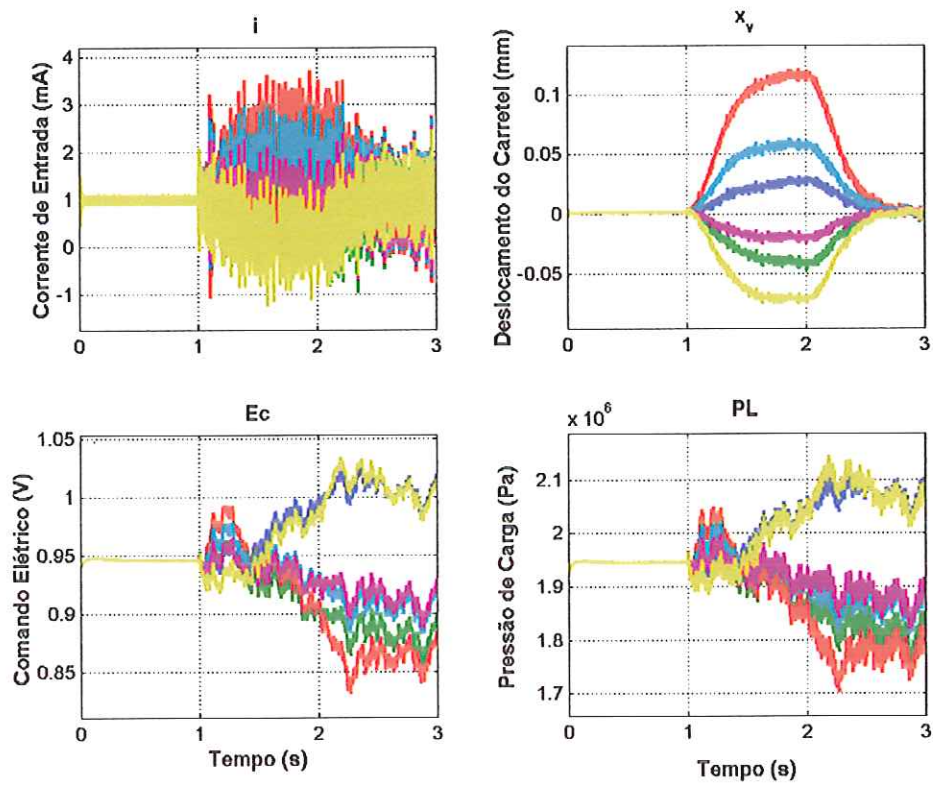 i
Corrente de Entrada (mA)
4
3
2
1
0
-1
0 1 2 3
x_v
Deslocamento do Carretel (mm)
0.1
0.05
0
-0.05
0 1 2 3
Ec
Comando Elétrico (V)
1.05
1
0.95
0.9
0.85
0 1 2 3
Tempo (s)
PL
x 10^6
Pressão de Carga (Pa)
2.1
2
1.9
1.8
1.7
0 1 2 3
Tempo (s)